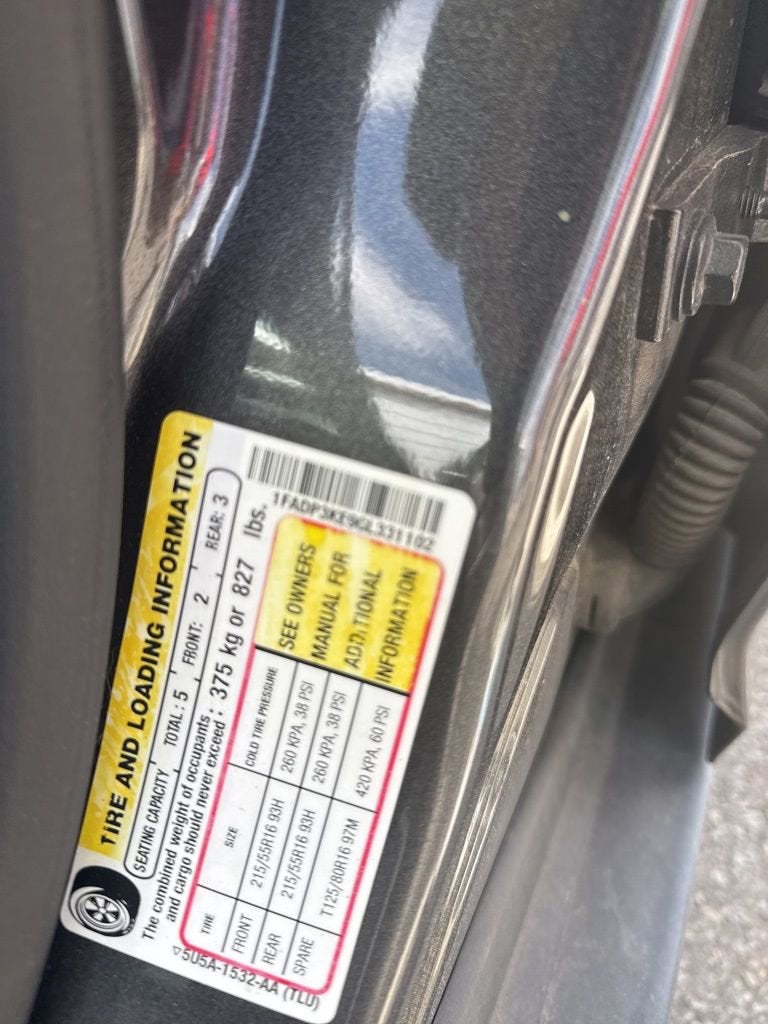 TIRE AND LOADING INFORMATION
SEATING CAPACITY TOTAL: 5 FRONT: 2 REAR: 3
The combined weight of occupants
and cargo should never exceed: 375 kg or 827 lbs.
1FADP3KE9GL331102
TIRE SIZE COLD TIRE PRESSURE
FRONT 215/55R16 93H 260 KPA, 38 PSI
REAR 215/55R16 93H 260 KPA, 38 PSI
SPARE T125/80R16 97M 420 KPA, 60 PSI
SEE OWNERS
MANUAL FOR
ADDITIONAL
INFORMATION
5U5A-1532-AA (TLU)